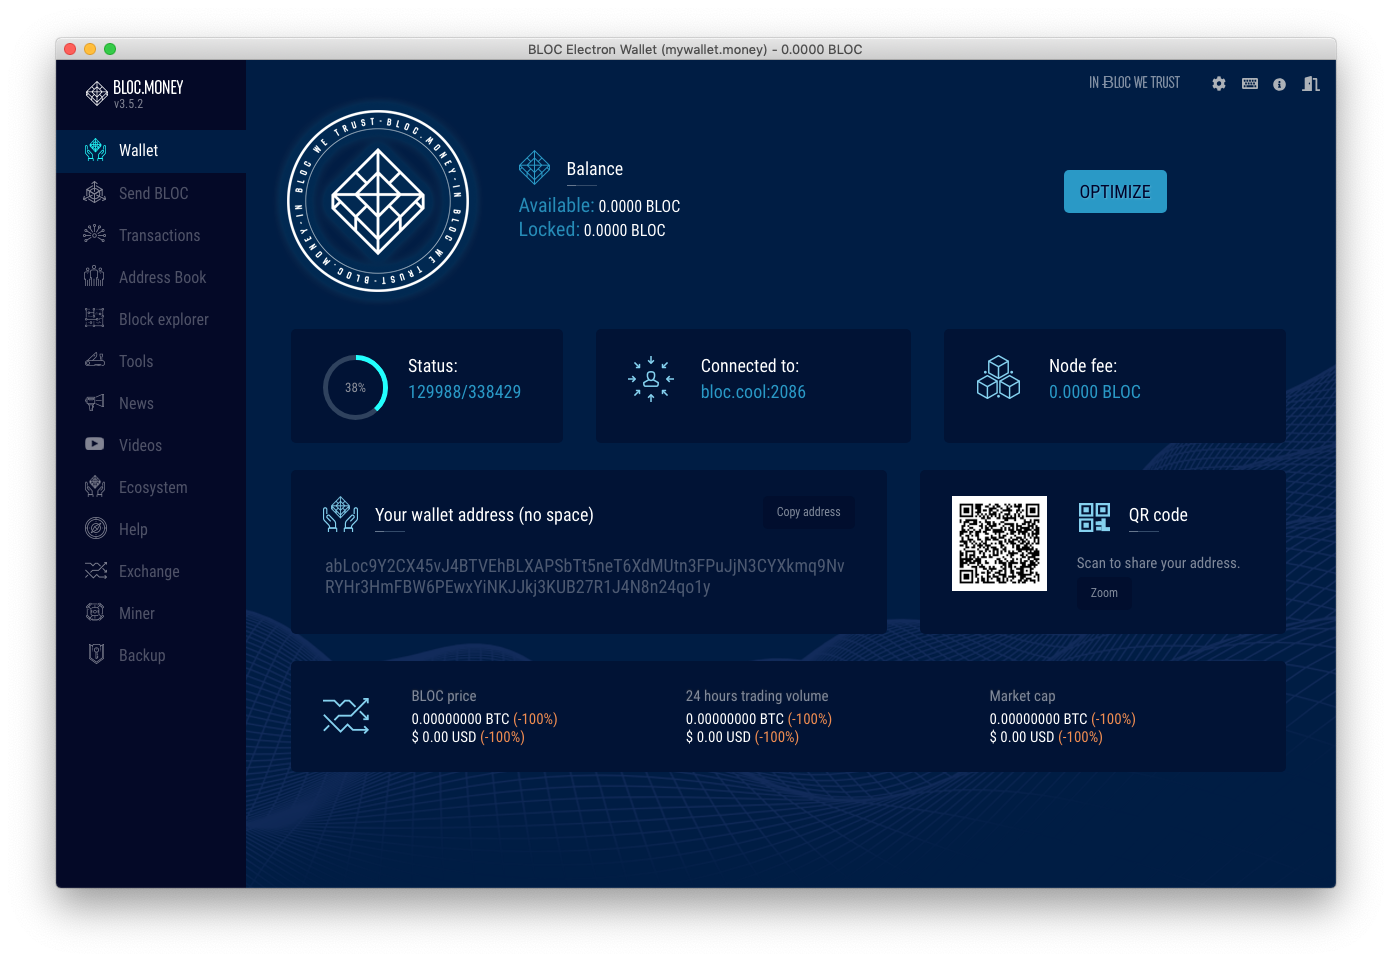 BLOC Electron Wallet (mywallet.money) - 0.0000 BLOC
BLOC.MONEY
v3.5.2
IN BLOC WE TRUST
Wallet
Send BLOC
Transactions
Address Book
Block explorer
Tools
News
Videos
Ecosystem
Help
Exchange
Miner
Backup
IN BLOC WE TRUST · BLOC.MONEY · IN BLOC WE TRUST · BLOC.MONEY ·
Balance
Available: 0.0000 BLOC
Locked: 0.0000 BLOC
OPTIMIZE
38%
Status:
129988/338429
Connected to:
bloc.cool:2086
Node fee:
0.0000 BLOC
Your wallet address (no space)
Copy address
abLoc9Y2CX45vJ4BTVEhBLXAPSbTt5neT6XdMUtn3FPuJjN3CYXkmq9Nv
RYHr3HmFBW6PEwxYiNKJJkj3KUB27R1J4N8n24qo1y
QR code
Scan to share your address.
Zoom
BLOC price
0.00000000 BTC (-100%)
$ 0.00 USD (-100%)
24 hours trading volume
0.00000000 BTC (-100%)
$ 0.00 USD (-100%)
Market cap
0.00000000 BTC (-100%)
$ 0.00 USD (-100%)